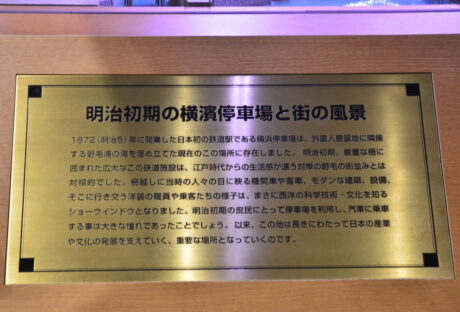 明治初期の横濱停車場と街の風景
1872(明治5)年に開業した日本初の鉄道駅である横浜停車場は、外国人居留地に隣接
する野毛浦の海を埋め立てた現在のこの場所に存在しました。明治初期、厳重な柵に
囲まれた広大なこの鉄道施設は、江戸時代からの生活感が漂う対岸の野毛の街並みとは
対照的でした。柵越しに当時の人々の目に映る機関車や客車、モダンな建築、設備、
そこに行き交う洋装の職員や乗客たちの様子は、まさに西洋の科学技術・文化を知る
ショーウインドウとなりました。明治初期の庶民にとって停車場を利用し、汽車に乗車
する事は大きな憧れであったことでしょう。以来、この地は長きにわたって日本の産業
や文化の発展を支えていく、重要な場所となっていくのです。